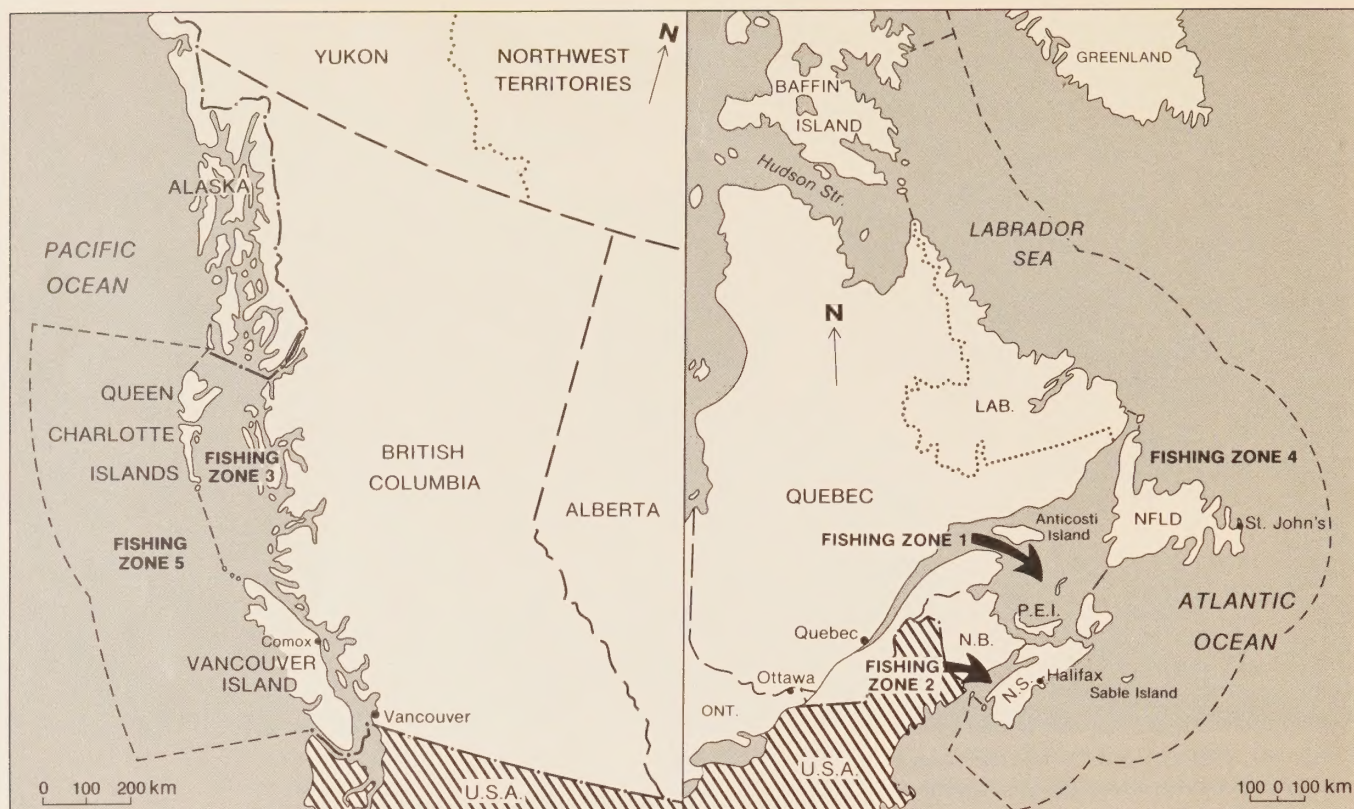 N
YUKON
NORTHWEST
TERRITORIES
ALASKA
PACIFIC
OCEAN
QUEEN
CHARLOTTE
ISLANDS
FISHING
ZONE 3
BRITISH
COLUMBIA
ALBERTA
FISHING
ZONE 5
Comox
VANCOUVER
ISLAND
Vancouver
U.S.A.
0 100 200 km
GREENLAND
BAFFIN
ISLAND
Hudson Str.
LABRADOR
SEA
N
LAB.
FISHING ZONE 4
QUEBEC
Anticosti
Island
NFLD
St. John's
FISHING ZONE 1
P.E.I.
ATLANTIC
OCEAN
Quebec
N.B.
FISHING
ZONE 2
N.S.
Halifax
Sable Island
Ottawa
ONT.
U.S.A.
100 0 100 km